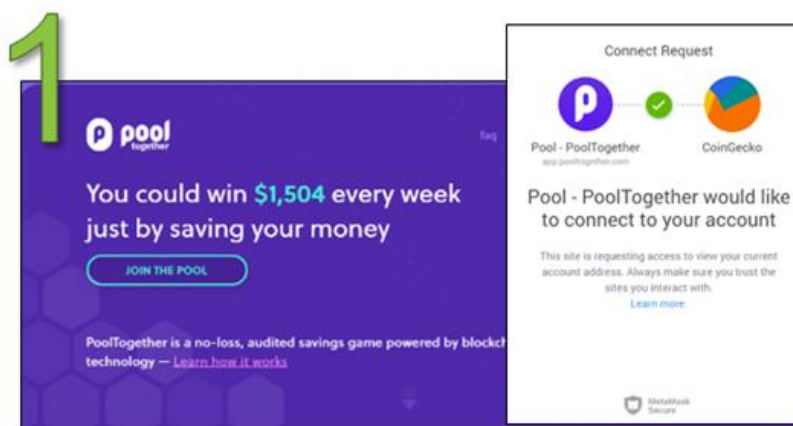 1
pool
together
faq
You could win $1,504 every week
just by saving your money
JOIN THE POOL
PoolTogether is a no-loss, audited savings game powered by blockch
technology — Learn how it works
Connect Request
Pool - PoolTogether
app.pooltogether.com
CoinGecko
Pool - PoolTogether would like
to connect to your account
This site is requesting access to view your current
account address. Always make sure you trust the
sites you interact with.
Learn more.
MetaMask
Secure